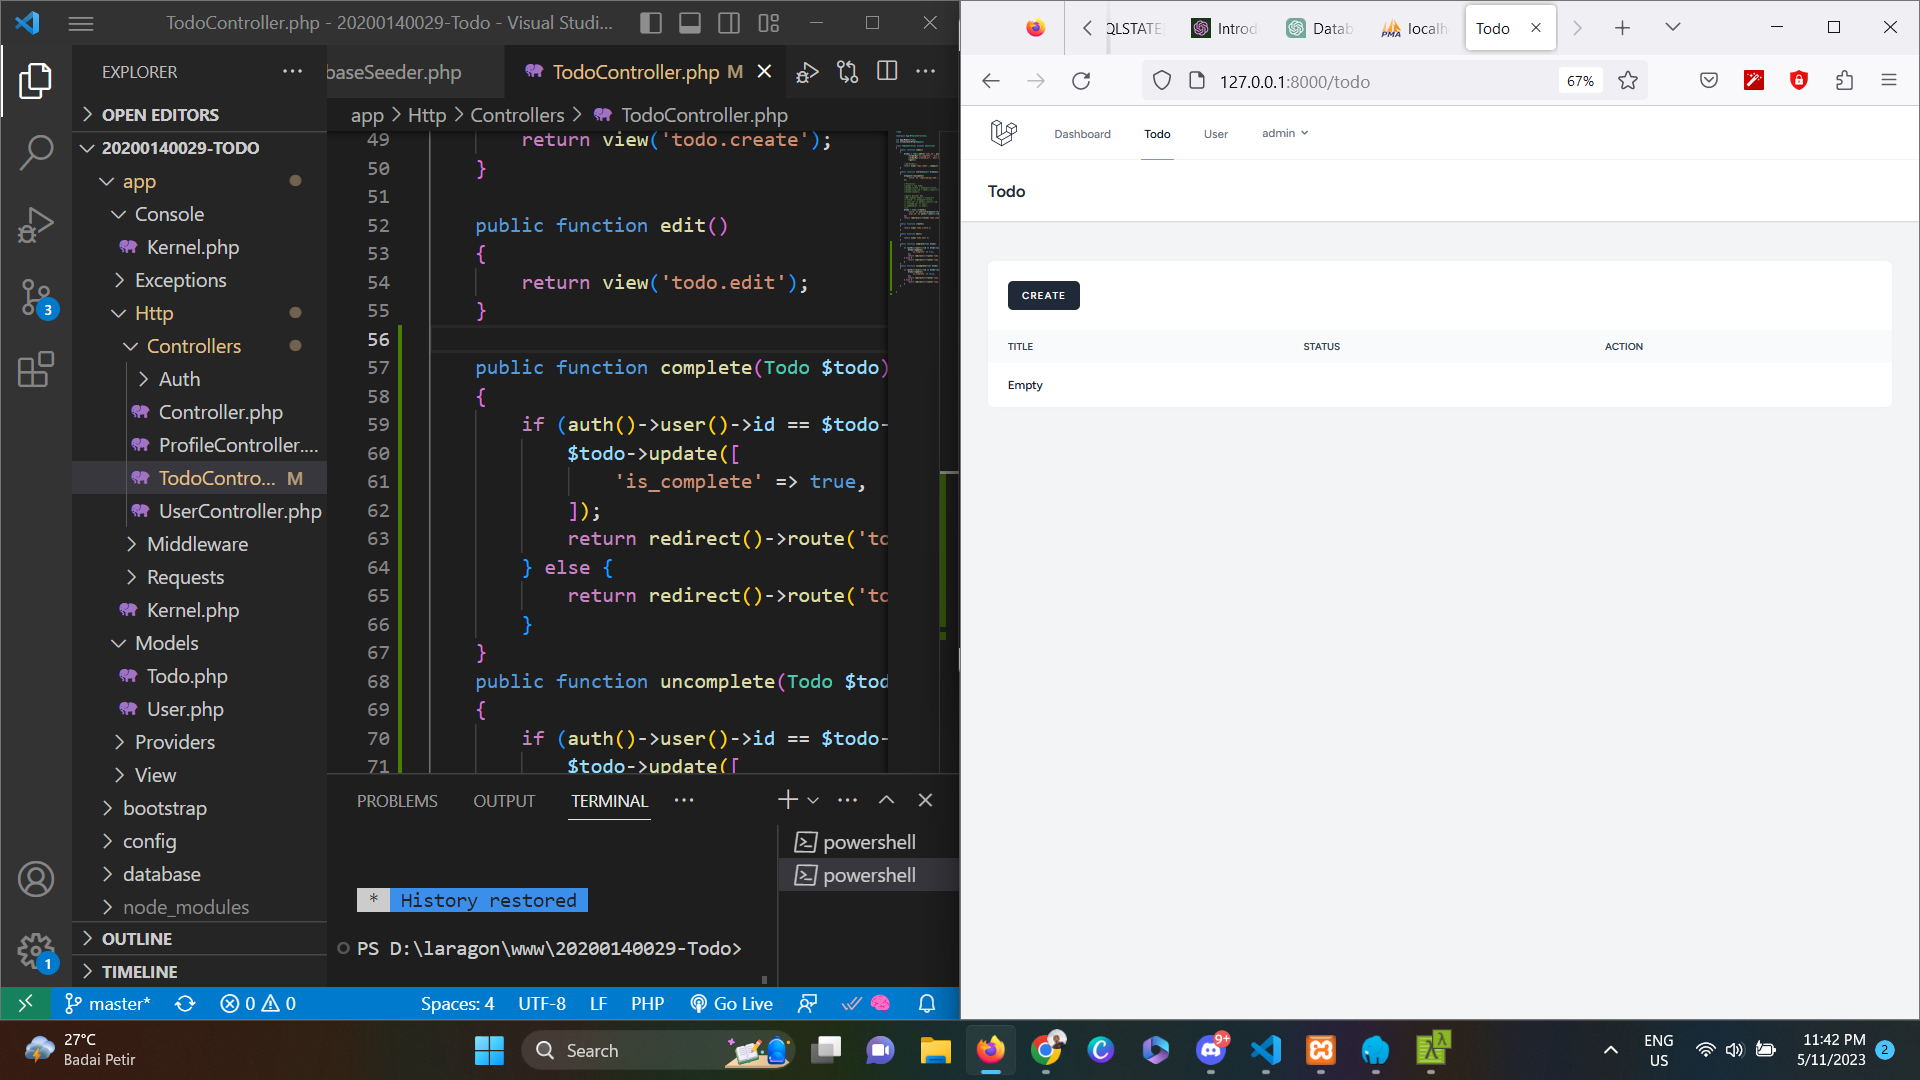 TodoController.php - 20200140029-Todo - Visual Studi...
EXPLORER
OPEN EDITORS
20200140029-TODO
app
Console
Kernel.php
Exceptions
Http
Controllers
Auth
Controller.php
ProfileController....
TodoContro... M
UserController.php
Middleware
Requests
Kernel.php
Models
Todo.php
User.php
Providers
View
bootstrap
config
database
node_modules
OUTLINE
TIMELINE
3
1
baseSeeder.php
TodoController.php M
app > Http > Controllers > TodoController.php
49 return view('todo.create');
50 }
51
52 public function edit()
53 {
54 return view('todo.edit');
55 }
56
57 public function complete(Todo $todo)
58 {
59 if (auth()->user()->id == $todo-
60 $todo->update([
61 'is_complete' => true,
62 ]);
63 return redirect()->route('to
64 } else {
65 return redirect()->route('to
66 }
67 }
68 public function uncomplete(Todo $tod
69 {
70 if (auth()->user()->id == $todo-
71 $todo->update([
PROBLEMS OUTPUT TERMINAL
powershell
powershell
* History restored
PS D:\laragon\www\20200140029-Todo>
master* 0 0 Spaces: 4 UTF-8 LF PHP Go Live
QLSTATE
Introd
Datab
localh
Todo
127.0.0.1:8000/todo
67%
Dashboard Todo User admin
Todo
CREATE
TITLE STATUS ACTION
Empty
27°C
Badai Petir
Search
9+
ENG
US
11:42 PM
5/11/2023
2